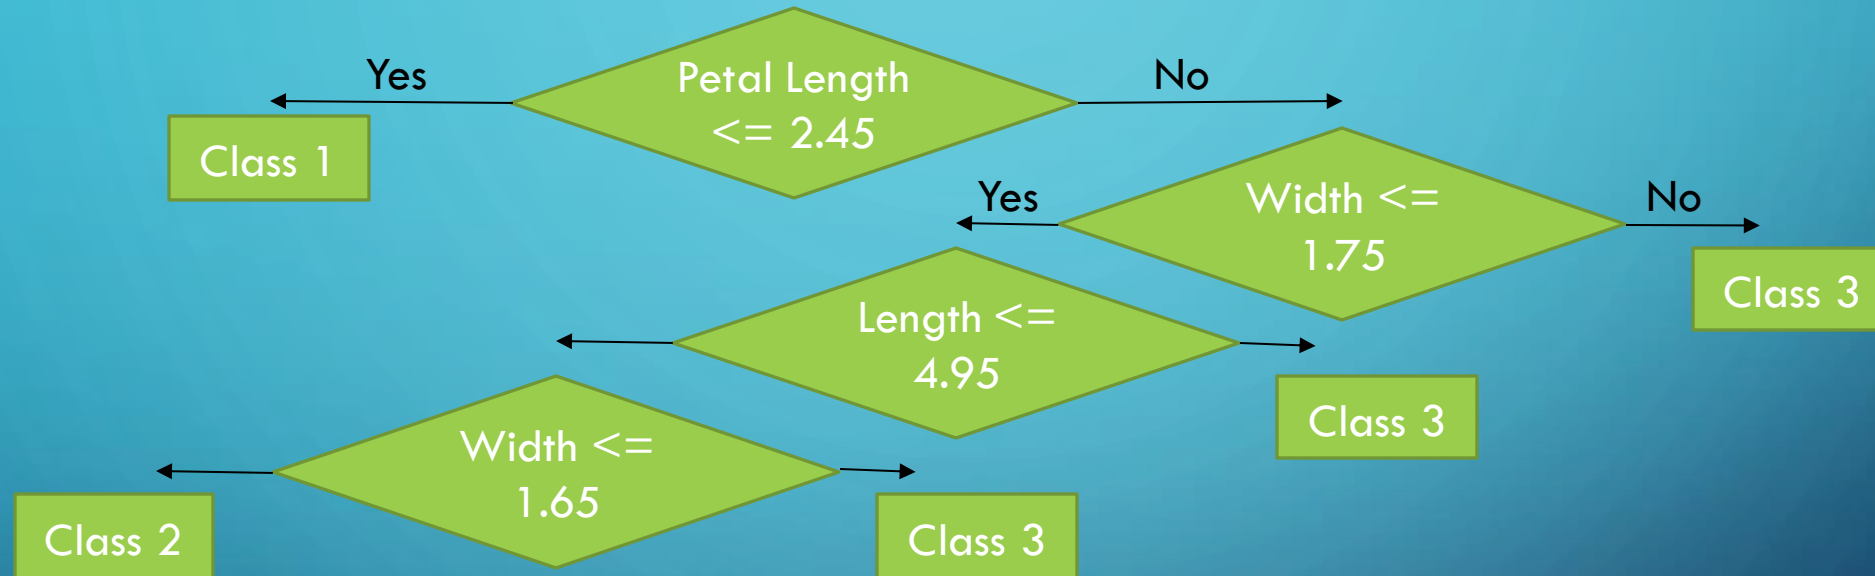 Yes
Petal Length
<= 2.45
No
Class 1
Yes
Width <=
1.75
No
Class 3
Length <=
4.95
Class 3
Width <=
1.65
Class 2
Class 3